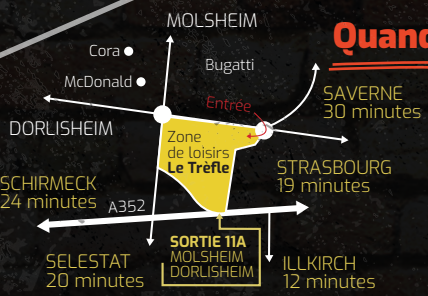 MOLSHEIM
Quand
Cora
Bugatti
McDonald
SAVERNE
30 minutes
Entrée
DORLISHEIM
Zone
de loisirs
Le Trèfle
STRASBOURG
19 minutes
SCHIRMECK
24 minutes
A352
SORTIE 11A
MOLSHEIM
DORLISHEIM
SELESTAT
20 minutes
ILLKIRCH
12 minutes